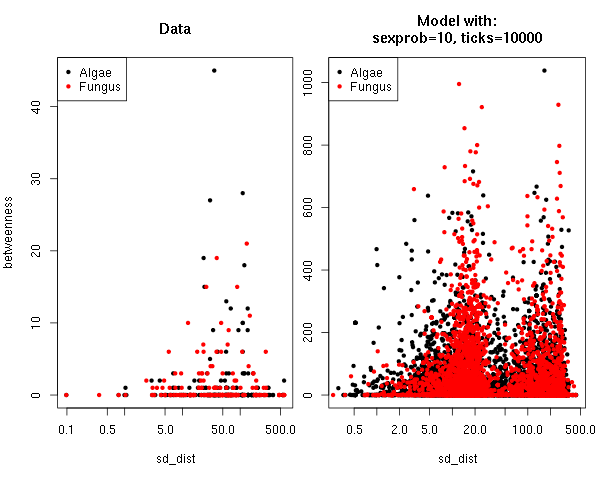 Data
Algae
Fungus
betweenness
40
30
20
10
0
0.1 0.5 5.0 50.0 500.0
sd_dist
Model with:
sexprob=10, ticks=10000
Algae
Fungus
1000
800
600
400
200
0
0.5 2.0 5.0 20.0 100.0 500.0
sd_dist